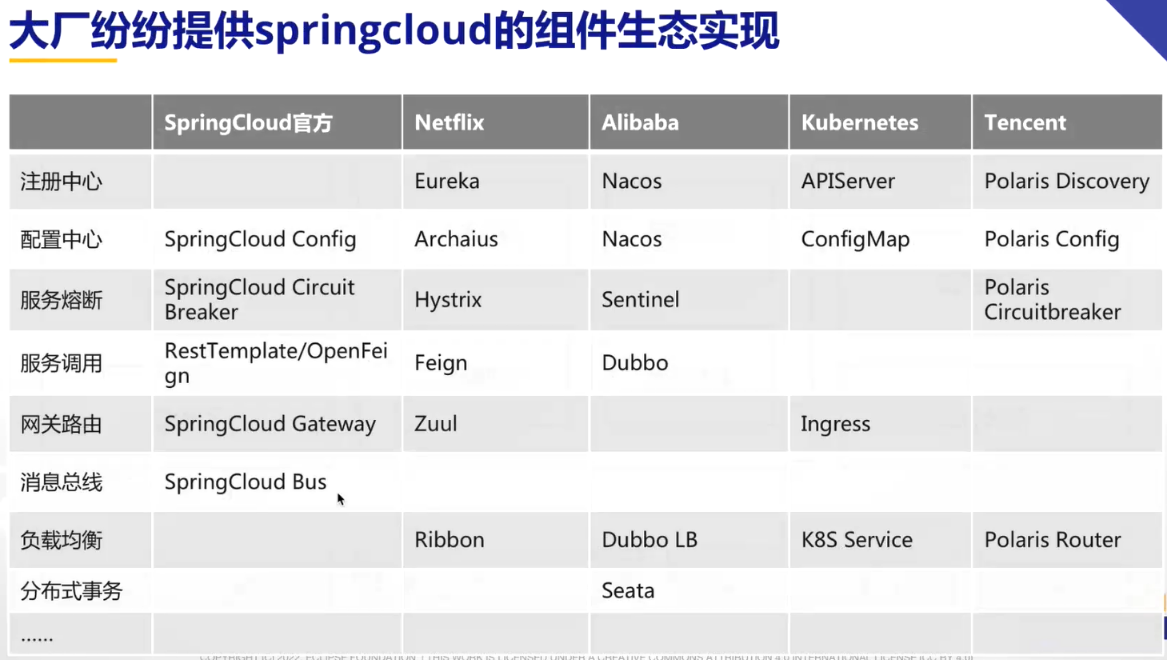 大厂纷纷提供springcloud的组件生态实现
SpringCloud官方 Netflix Alibaba Kubernetes Tencent
注册中心 Eureka Nacos APIServer Polaris Discovery
配置中心 SpringCloud Config Archaius Nacos ConfigMap Polaris Config
服务熔断 SpringCloud Circuit Breaker Hystrix Sentinel Polaris Circuitbreaker
服务调用 RestTemplate/OpenFeign Feign Dubbo
网关路由 SpringCloud Gateway Zuul Ingress
消息总线 SpringCloud Bus
负载均衡 Ribbon Dubbo LB K8S Service Polaris Router
分布式事务 Seata
......